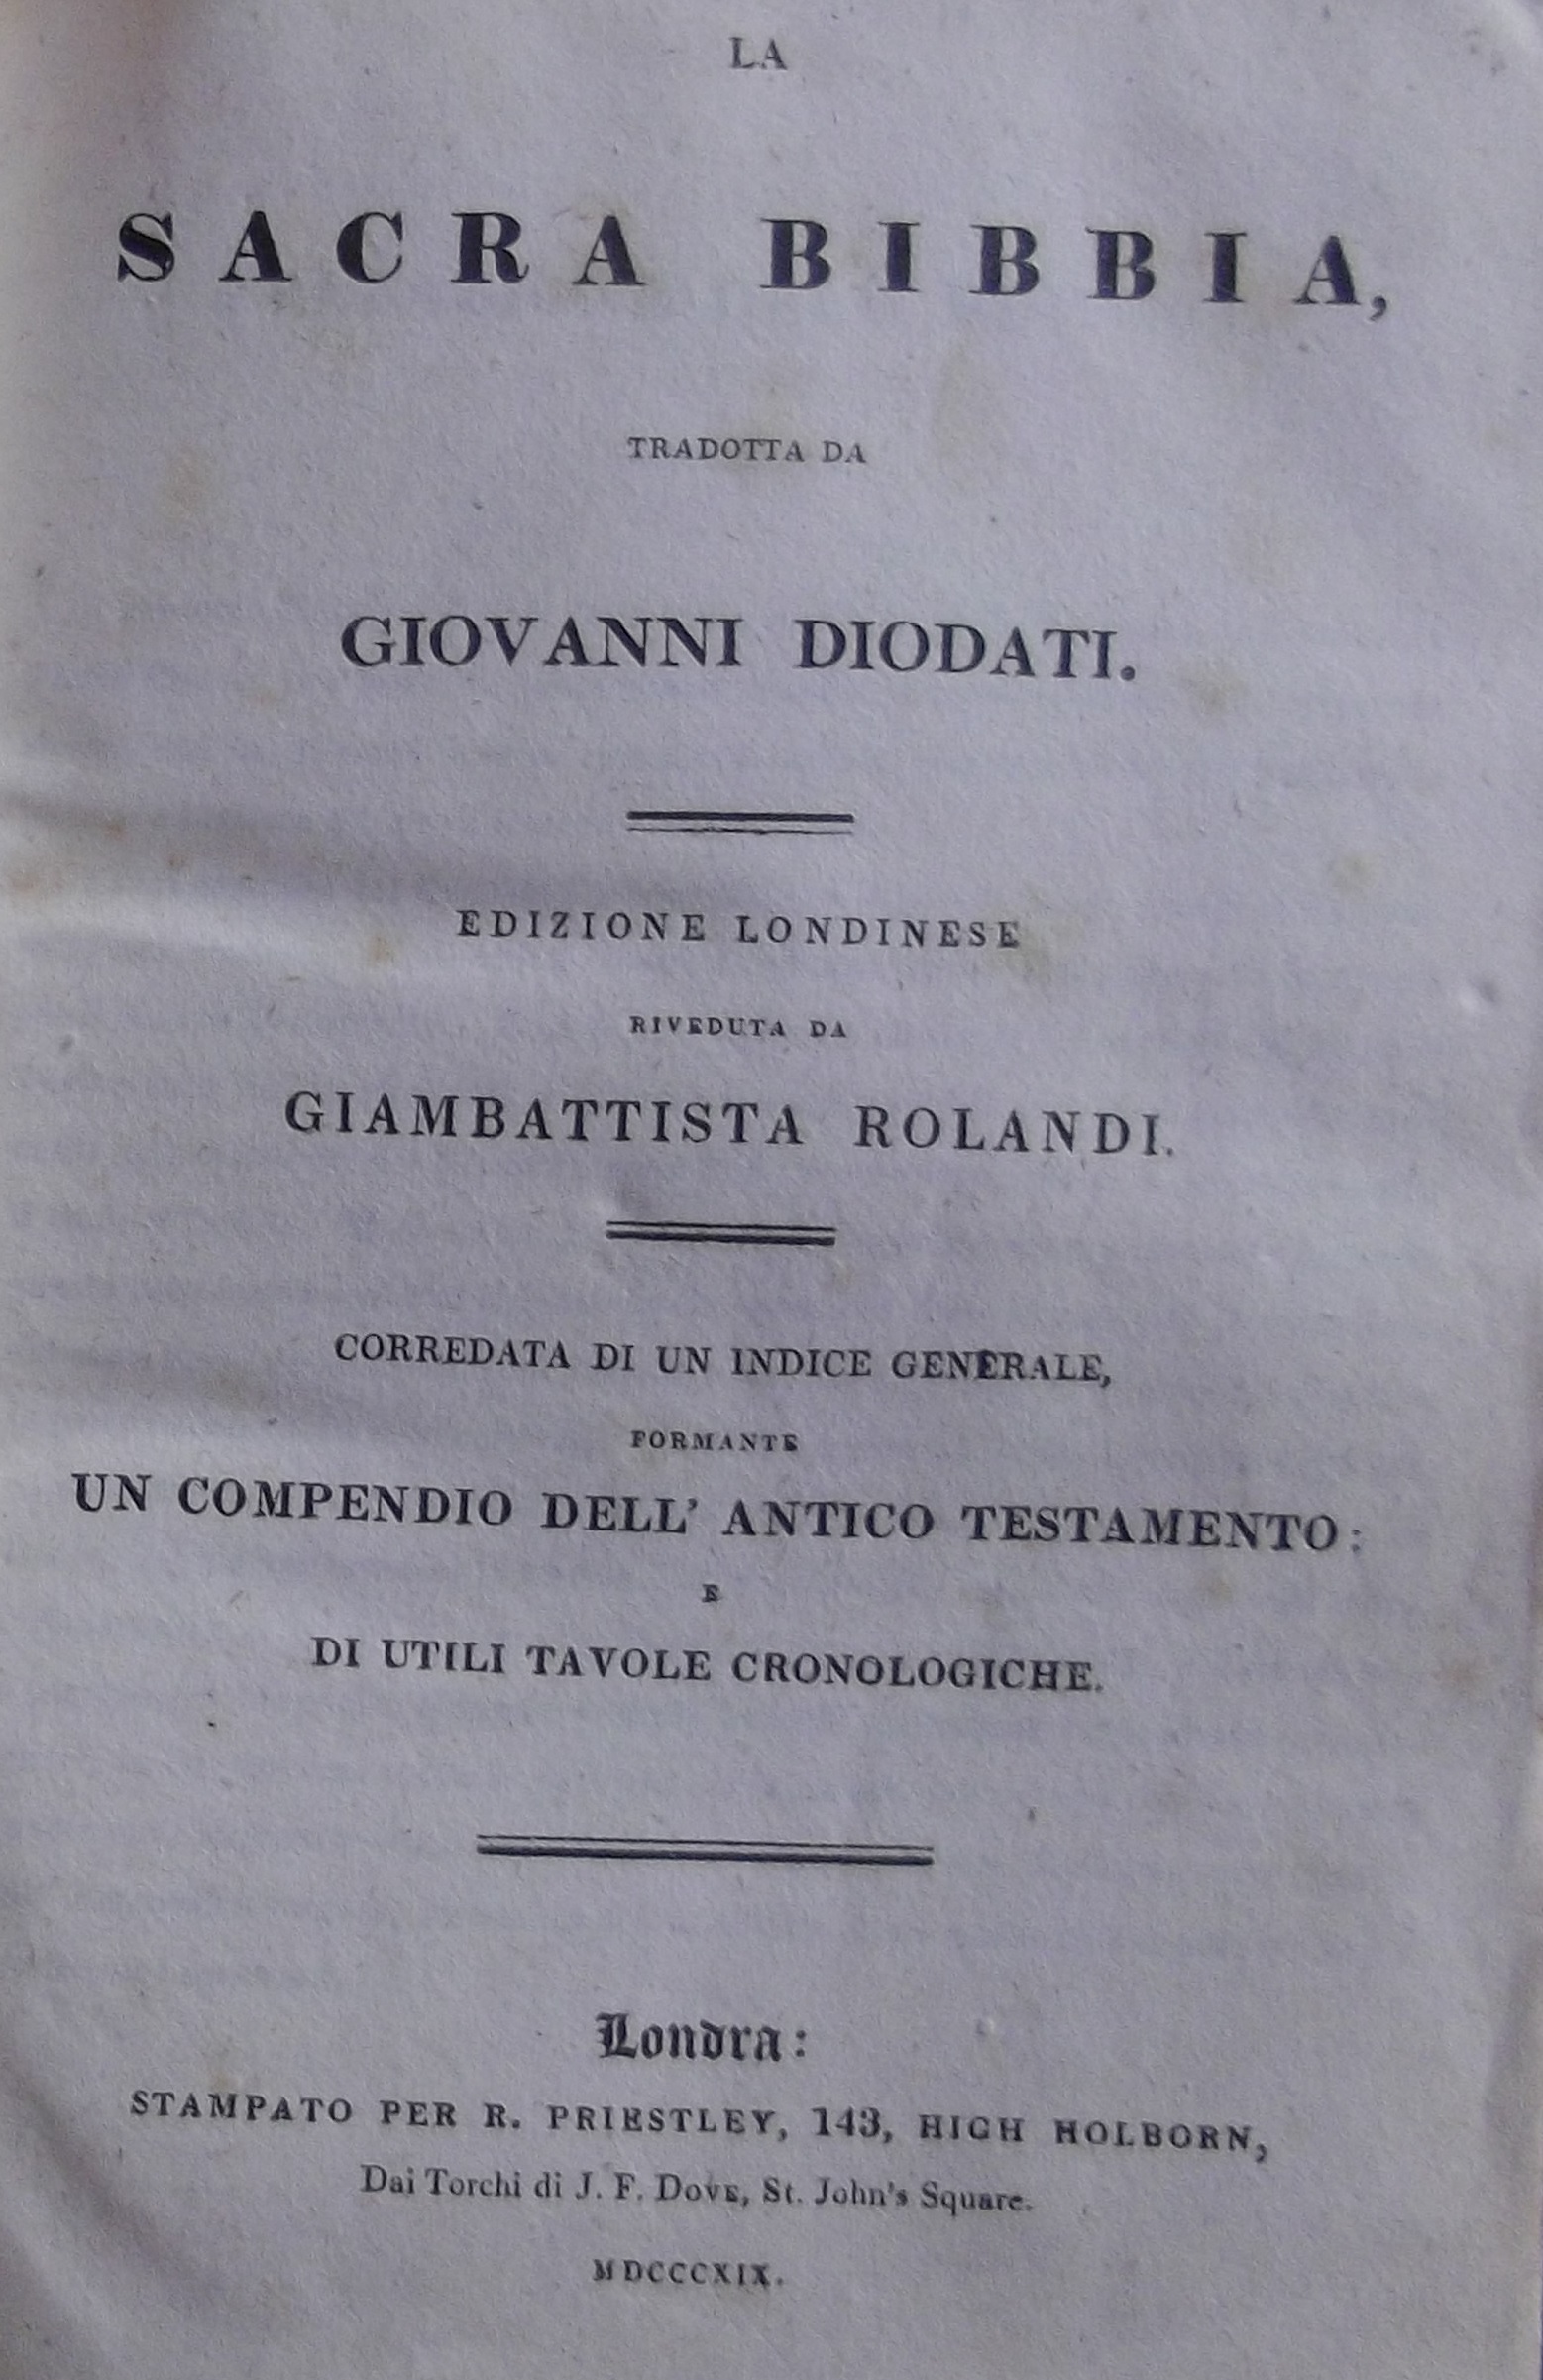 LA
SACRA BIBBIA,
TRADOTTA DA
GIOVANNI DIODATI.
EDIZIONE LONDINESE
RIVEDUTA DA
GIAMBATTISTA ROLANDI.
CORREDATA DI UN INDICE GENERALE,
FORMANTE
UN COMPENDIO DELL' ANTICO TESTAMENTO:
E
DI UTILI TAVOLE CRONOLOGICHE.
Londra:
STAMPATO PER R. PRIESTLEY, 143, HIGH HOLBORN,
Dai Torchi di J. F. DOVE, St. John's Square.
MDCCCXIX.